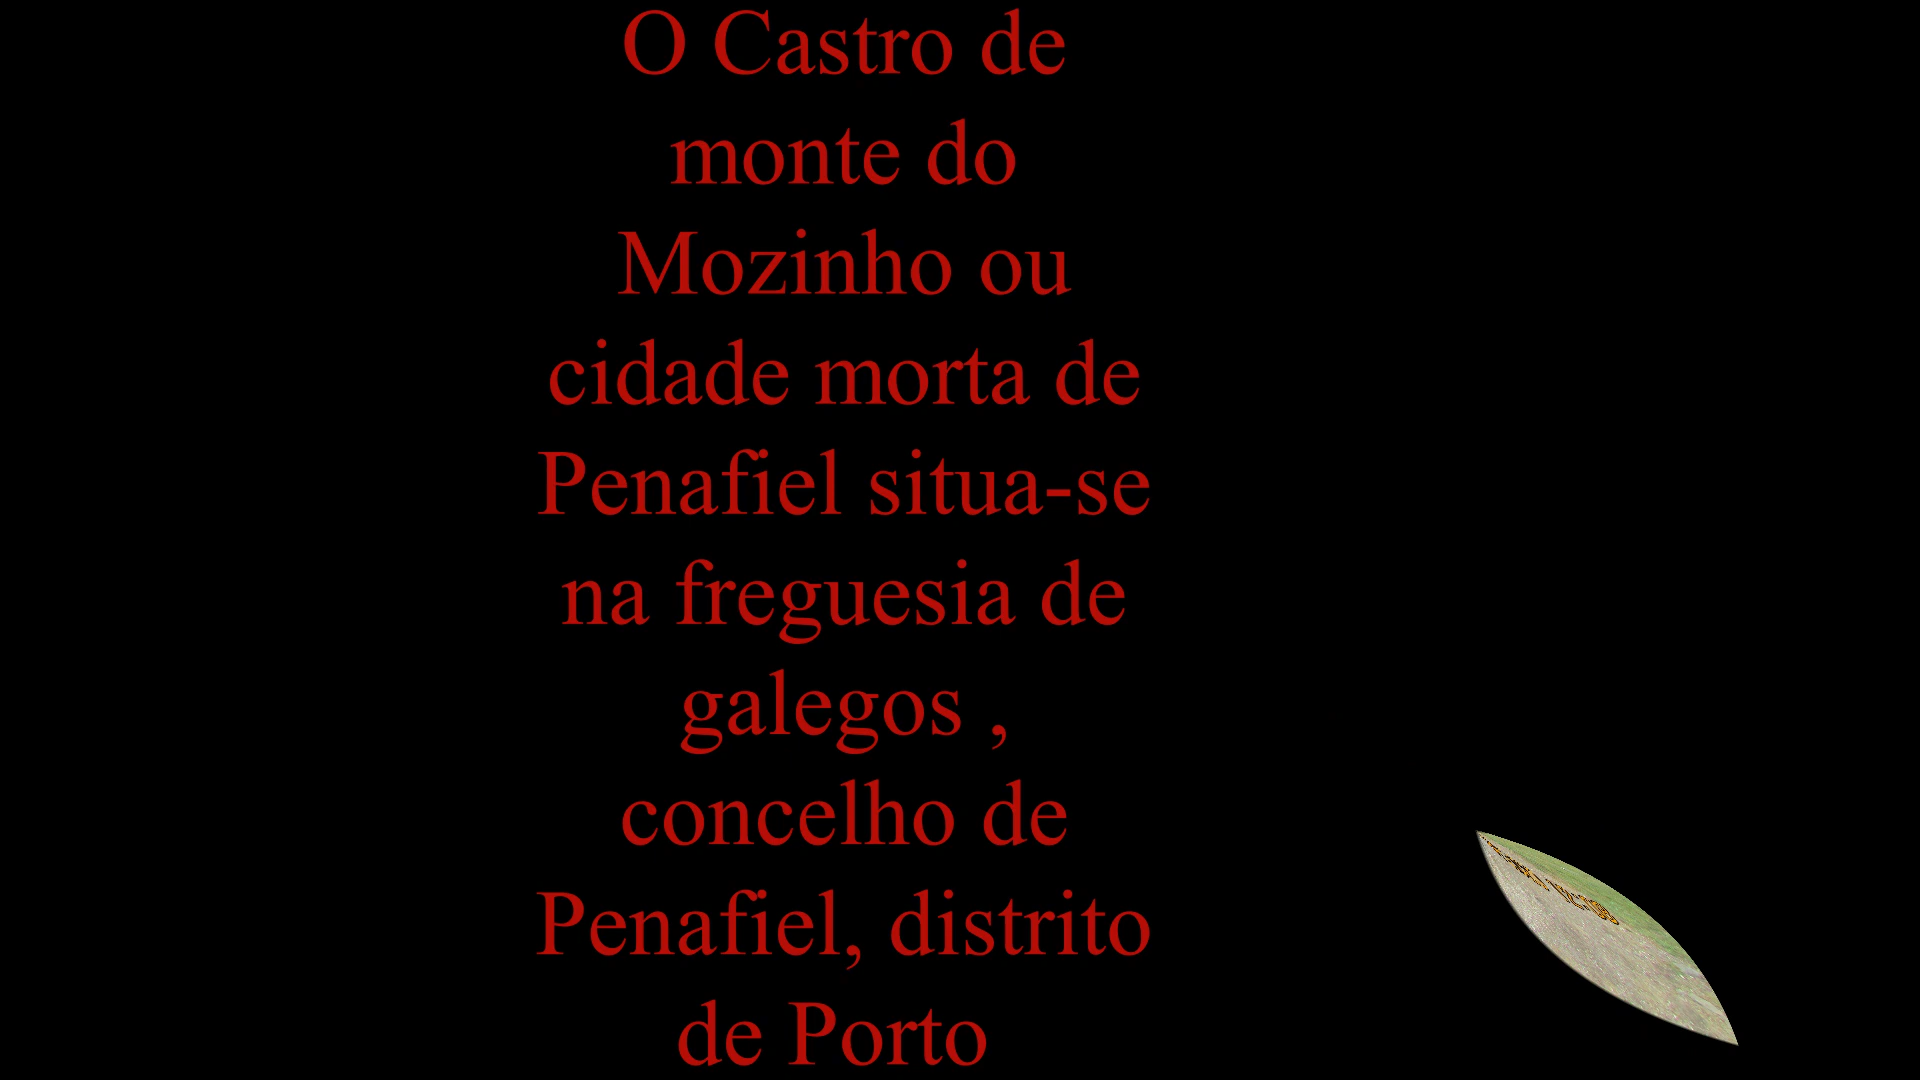 O Castro de
monte do
Mozinho ou
cidade morta de
Penafiel situa-se
na freguesia de
galegos ,
concelho de
Penafiel, distrito
de Porto